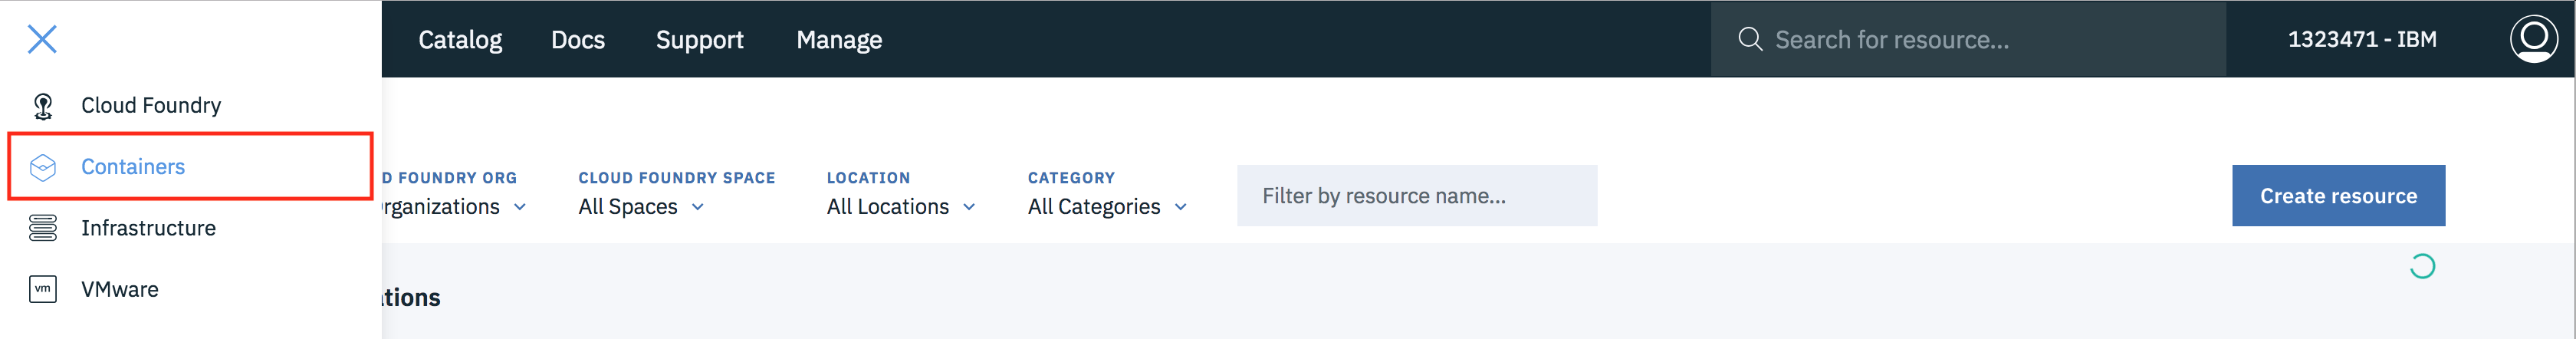 Catalog Docs Support Manage Search for resource... 1323471 - IBM
Cloud Foundry
Containers
Infrastructure
vm VMware
D FOUNDRY ORG CLOUD FOUNDRY SPACE LOCATION CATEGORY
rganizations All Spaces All Locations All Categories
Filter by resource name...
Create resource
ations